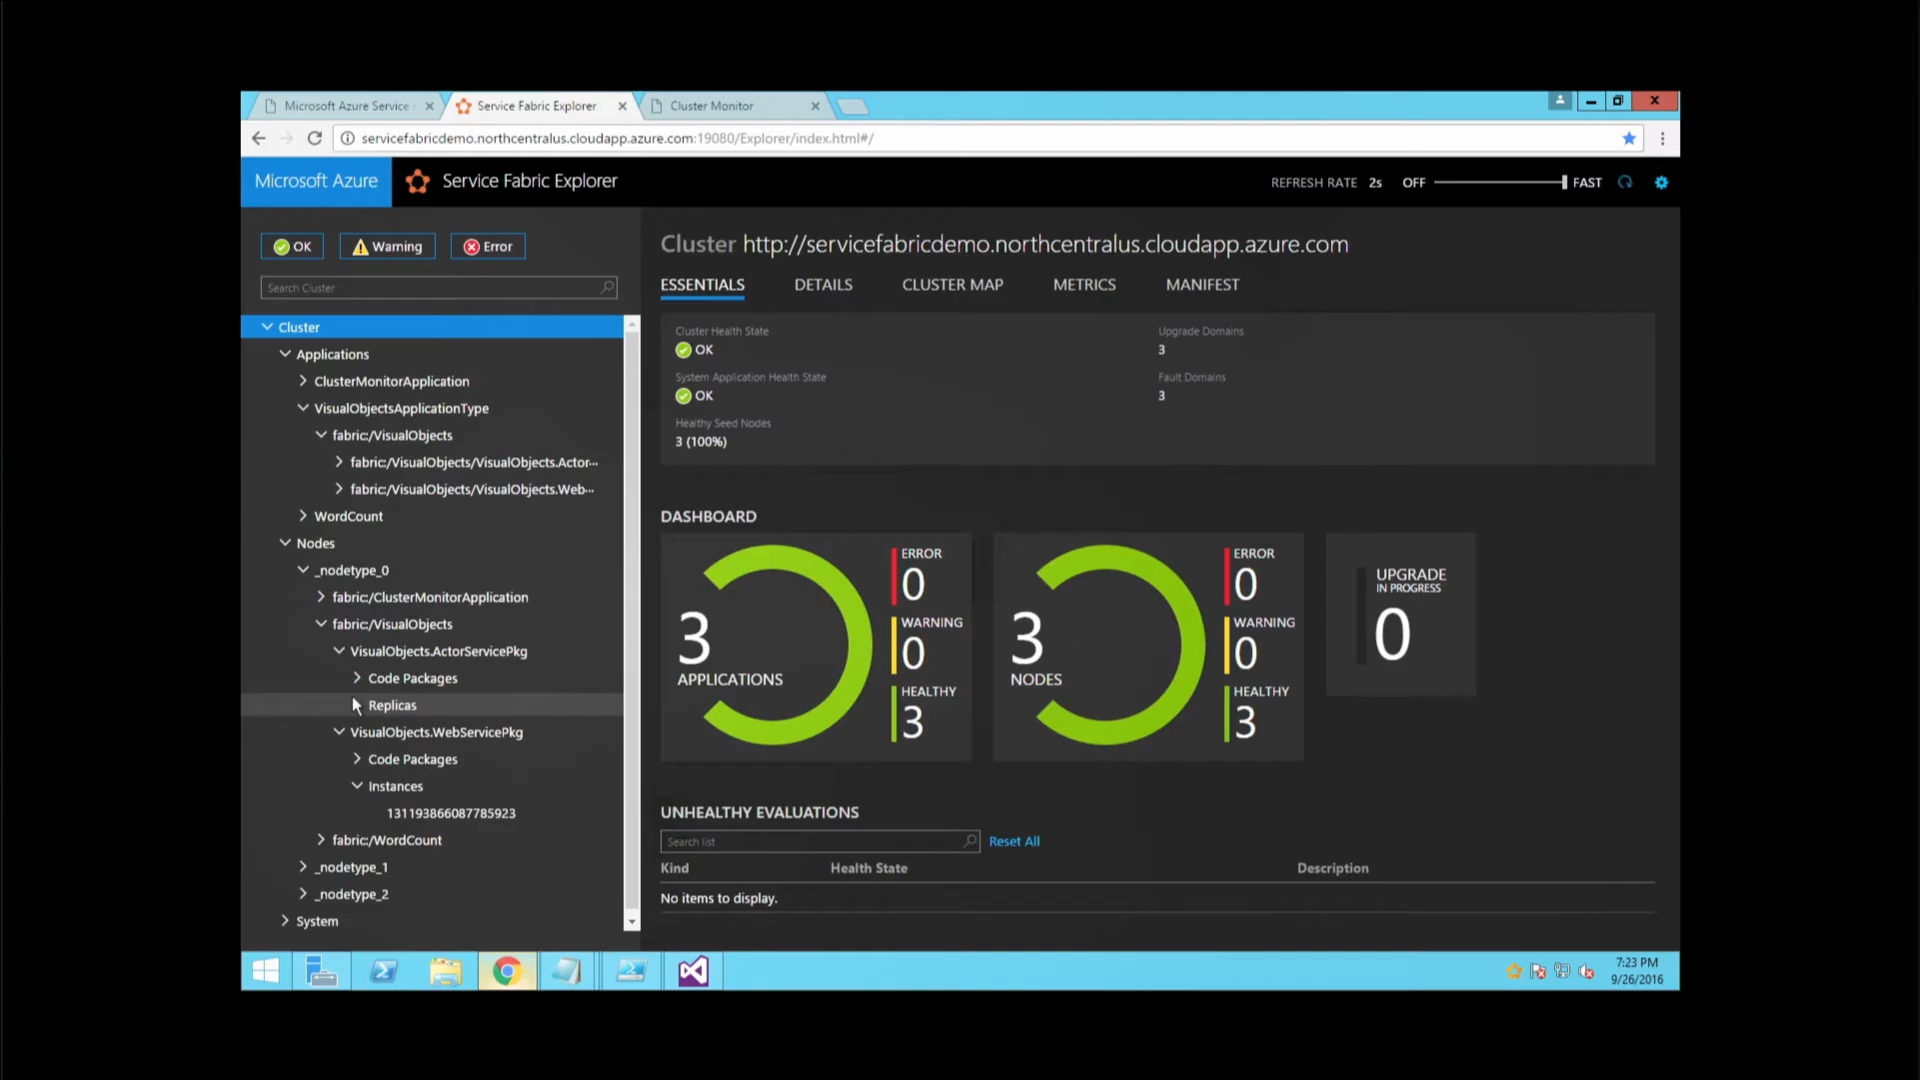 Microsoft Azure Service
Service Fabric Explorer
Cluster Monitor
servicefabricdemo.northcentralus.cloudapp.azure.com:19080/Explorer/index.html#/
Microsoft Azure
Service Fabric Explorer
REFRESH RATE 2s OFF FAST
OK Warning Error
Search Cluster
Cluster
Applications
ClusterMonitorApplication
VisualObjectsApplicationType
fabric:/VisualObjects
fabric:/VisualObjects/VisualObjects.Actor...
fabric:/VisualObjects/VisualObjects.Web...
WordCount
Nodes
_nodetype_0
fabric:/ClusterMonitorApplication
fabric:/VisualObjects
VisualObjects.ActorServicePkg
Code Packages
Replicas
VisualObjects.WebServicePkg
Code Packages
Instances
131193866087785923
fabric:/WordCount
_nodetype_1
_nodetype_2
System
Cluster http://servicefabricdemo.northcentralus.cloudapp.azure.com
ESSENTIALS DETAILS CLUSTER MAP METRICS MANIFEST
Cluster Health State
OK
System Application Health State
OK
Healthy Seed Nodes
3 (100%)
Upgrade Domains
3
Fault Domains
3
DASHBOARD
3
APPLICATIONS
ERROR
0
WARNING
0
HEALTHY
3
3
NODES
ERROR
0
WARNING
0
HEALTHY
3
UPGRADE
IN PROGRESS
0
UNHEALTHY EVALUATIONS
Search list
Reset All
Kind Health State Description
No items to display.
7:23 PM
9/26/2016